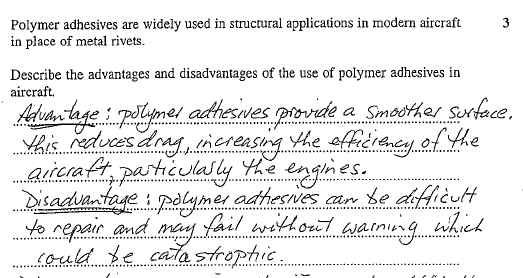 Polymer adhesives are widely used in structural applications in modern aircraft 3
in place of metal rivets.
Describe the advantages and disadvantages of the use of polymer adhesives in
aircraft.
Advantage : polymer adhesives provide a smoother surface,
this reduces drag, increasing the efficiency of the
aircraft, particularly the engines.
Disadvantage : polymer adhesives can be difficult
to repair and may fail without warning which
could be catastrophic.